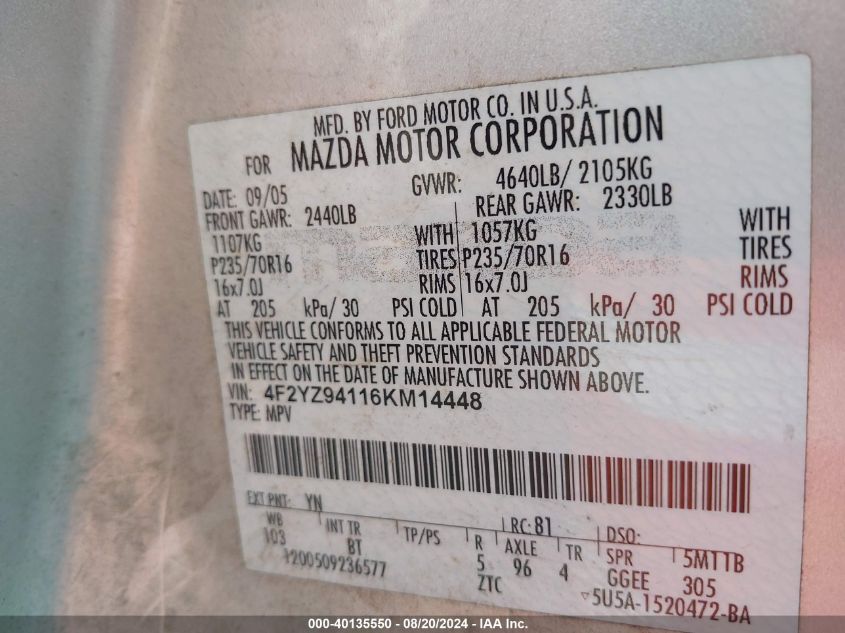 MFD. BY FORD MOTOR CO. IN U.S.A.
FOR MAZDA MOTOR CORPORATION
DATE: 09/05 GVWR: 4640LB/ 2105KG
FRONT GAWR: 2440LB REAR GAWR: 2330LB
1107KG WITH 1057KG WITH
P235/70R16 TIRES P235/70R16 TIRES
16x7.0J RIMS 16x7.0J RIMS
AT 205 kPa/ 30 PSI COLD AT 205 kPa/ 30 PSI COLD
THIS VEHICLE CONFORMS TO ALL APPLICABLE FEDERAL MOTOR
VEHICLE SAFETY AND THEFT PREVENTION STANDARDS
IN EFFECT ON THE DATE OF MANUFACTURE SHOWN ABOVE.
VIN: 4F2YZ94116KM14448
TYPE: MPV
EXT PNT: YN RC: 81 DSO:
WB INT TR TP/PS R AXLE TR SPR 5M11B
103 BT 5 96 4 GGEE 305
1200509236577 ZTC 5U5A-1520472-BA
000-40135550 - 08/20/2024 - IAA Inc.